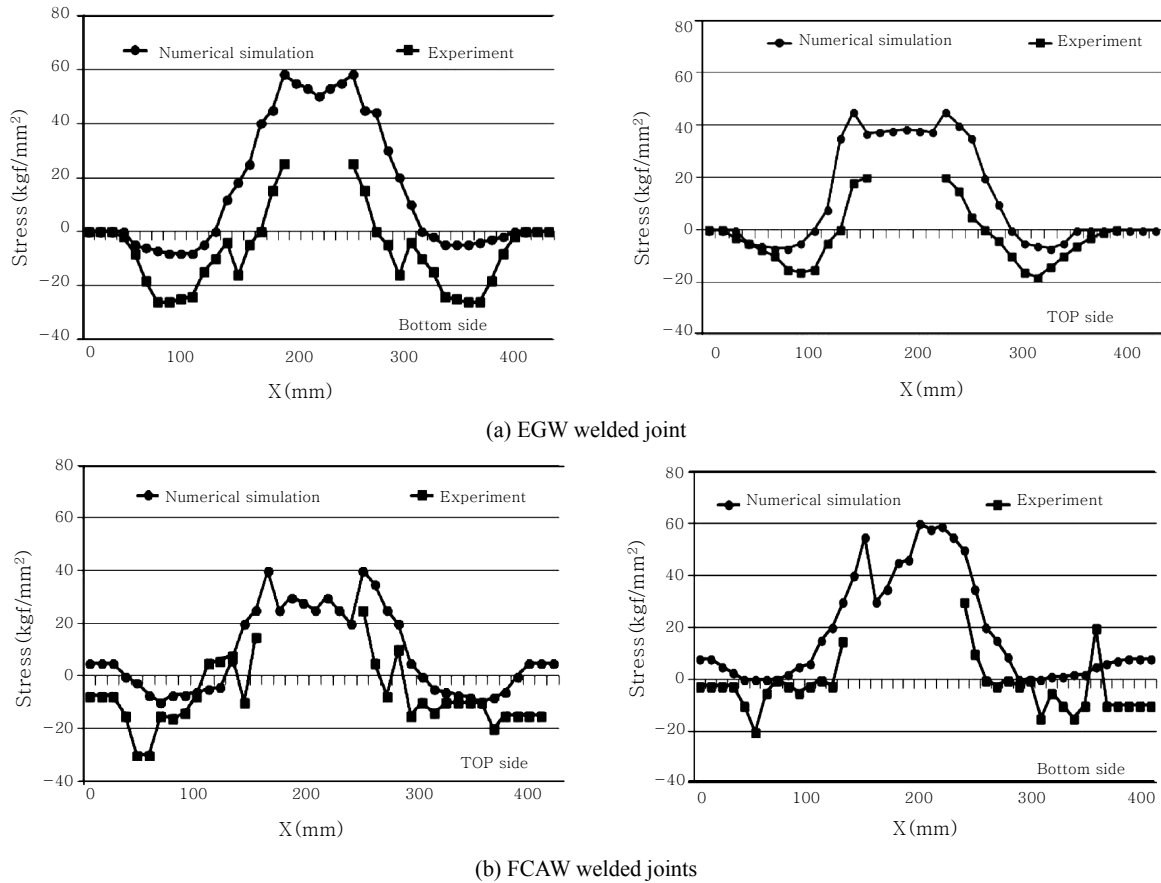 80
60
40
20
0
−20
−40
Stress(kgf/mm²)
Numerical simulation
Experiment
Bottom side
0
100
200
300
400
X(mm)
80
60
40
20
0
−20
−40
Stress(kgf/mm²)
Numerical simulation
Experiment
TOP side
0
100
200
300
400
X(mm)
(a) EGW welded joint
80
60
40
20
0
−20
−40
Stress(kgf/mm²)
Numerical simulation
Experiment
TOP side
0
100
200
300
400
X(mm)
80
60
40
20
0
−20
−40
Stress(kgf/mm²)
Numerical simulation
Experiment
Bottom side
0
100
200
300
400
X(mm)
(b) FCAW welded joints